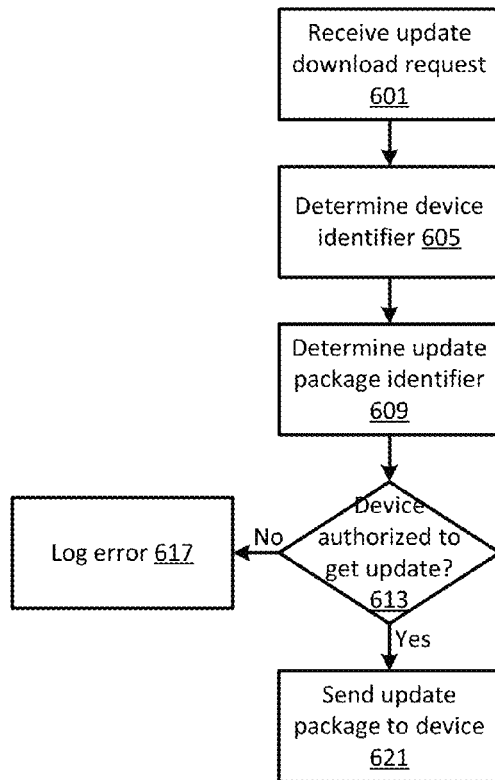 Receive update
download request
601
Determine device
identifier 605
Determine update
package identifier
609
Device
authorized to
get update?
613
No
Log error 617
Yes
Send update
package to device
621